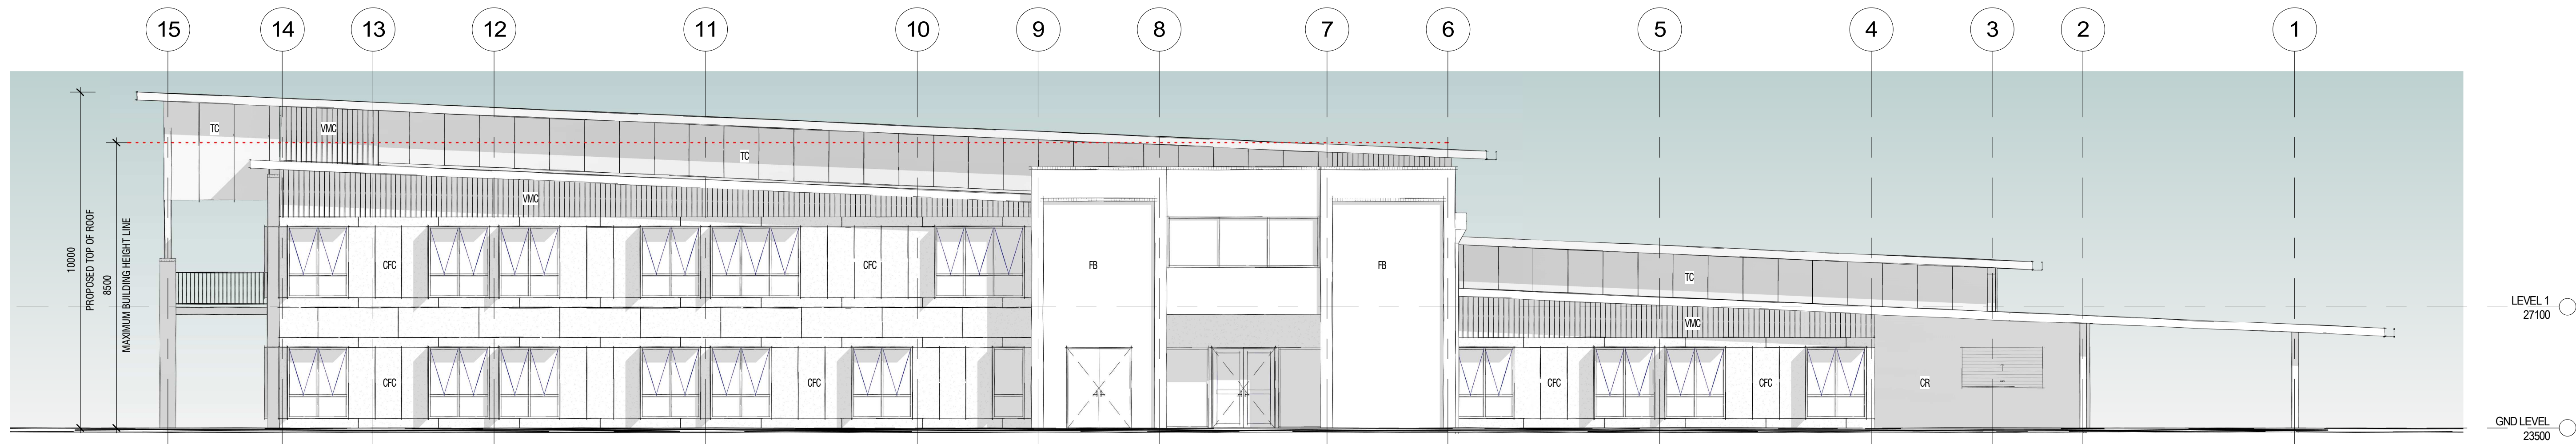 15 14 13 12 11 10 9 8 7 6 5 4 3 2 1
TC
VMC
TC
VMC
10000
PROPOSED TOP OF ROOF
8500
MAXIMUM BUILDING HEIGHT LINE
CFC
CFC
FB
FB
TC
LEVEL 1
27100
VMC
CFC
CFC
CFC
CFC
CR
GND LEVEL
23500